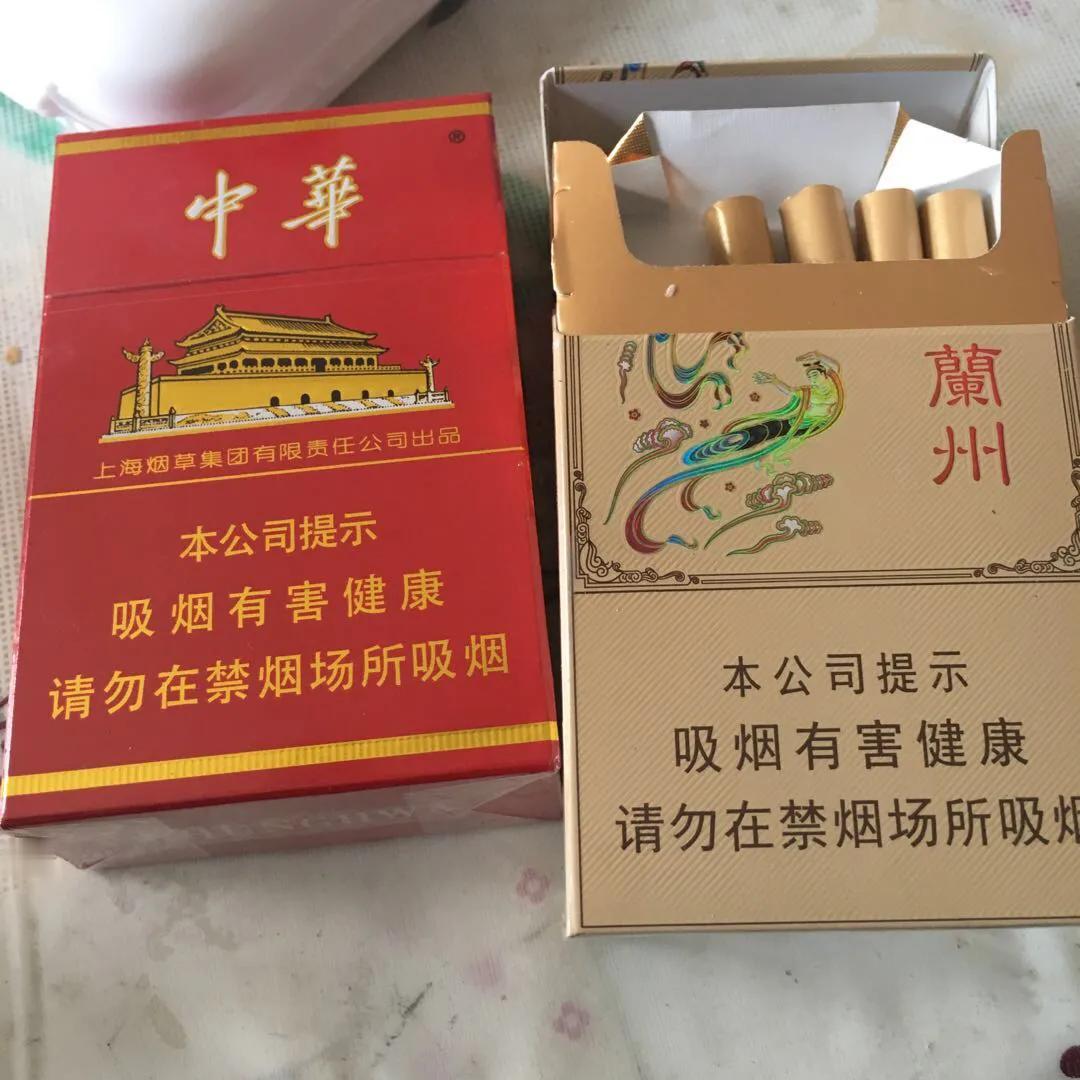 中華
®
上海烟草集团有限责任公司出品
本公司提示
吸烟有害健康
请勿在禁烟场所吸烟
蘭
州
本公司提示
吸烟有害健康
请勿在禁烟场所吸烟